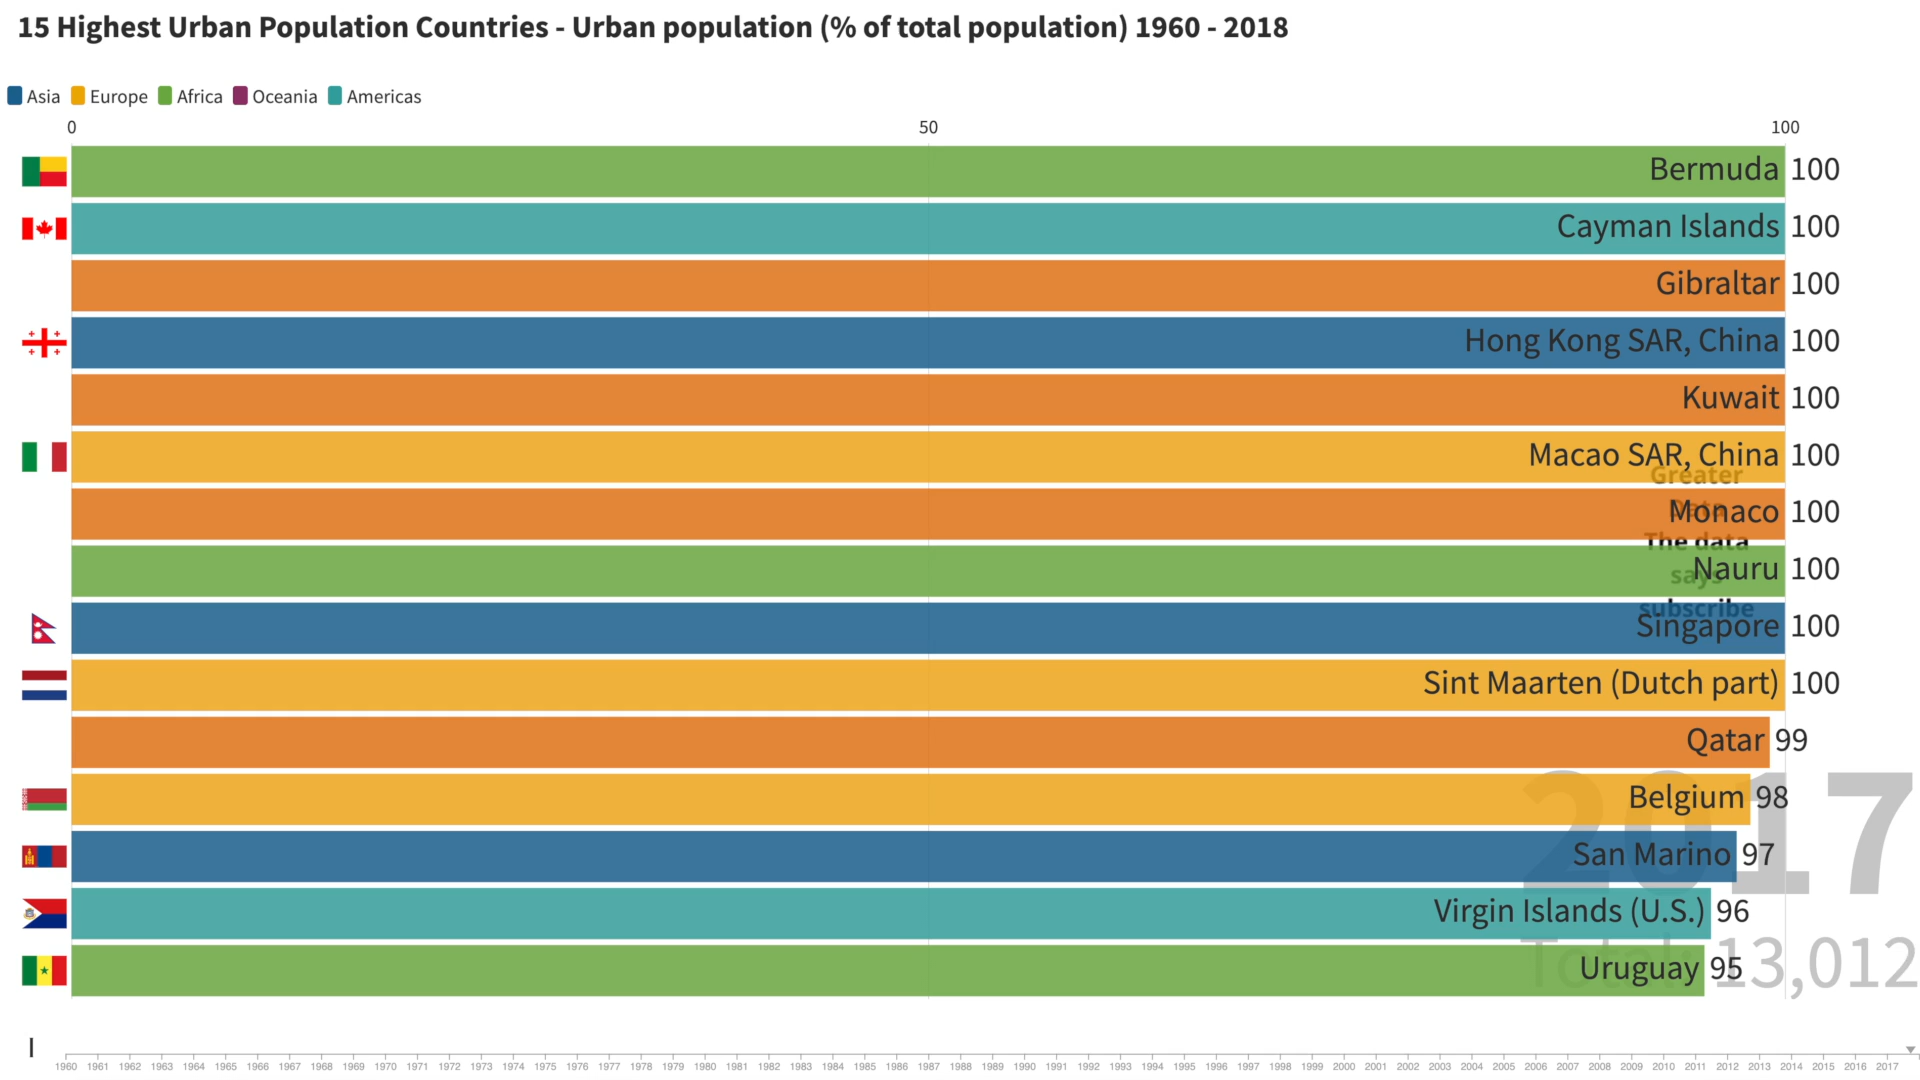 15 Highest Urban Population Countries - Urban population (% of total population) 1960 - 2018
Asia Europe Africa Oceania Americas
0 50 100
Bermuda 100
Cayman Islands 100
Gibraltar 100
Hong Kong SAR, China 100
Kuwait 100
Macao SAR, China 100
Greater
Data
Monaco 100
The data
Nauru 100
says
subscribe
Singapore 100
Sint Maarten (Dutch part) 100
Qatar 99
2017
Belgium 98
San Marino 97
Virgin Islands (U.S.) 96
Total: 13,012
Uruguay 95
1960 1961 1962 1963 1964 1965 1966 1967 1968 1969 1970 1971 1972 1973 1974 1975 1976 1977 1978 1979 1980 1981 1982 1983 1984 1985 1986 1987 1988 1989 1990 1991 1992 1993 1994 1995 1996 1997 1998 1999 2000 2001 2002 2003 2004 2005 2006 2007 2008 2009 2010 2011 2012 2013 2014 2015 2016 2017